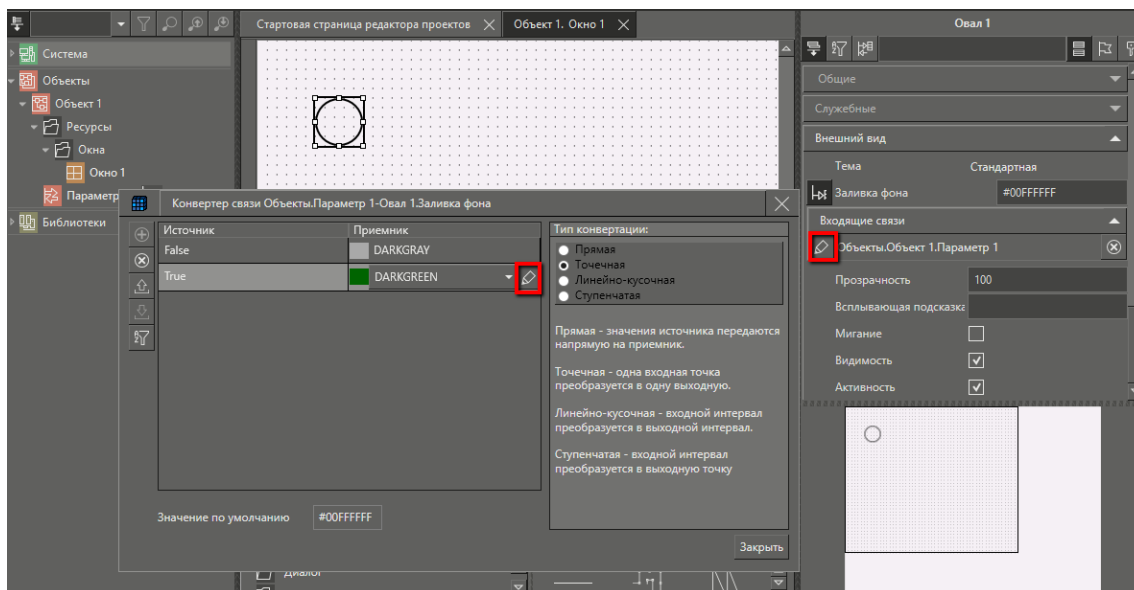 Стартовая страница редактора проектов
Объект 1. Окно 1
Овал 1
Система
Объекты
Объект 1
Ресурсы
Окна
Окно 1
Параметр
Библиотеки
Конвертер связи Объекты.Параметр 1-Овал 1.Заливка фона
Источник
Приемник
False
DARKGRAY
True
DARKGREEN
Тип конвертации:
Прямая
Точечная
Линейно-кусочная
Ступенчатая
Прямая - значения источника передаются
напрямую на приемник.
Точечная - одна входная точка
преобразуется в одну выходную.
Линейно-кусочная - входной интервал
преобразуется в выходной интервал.
Ступенчатая - входной интервал
преобразуется в выходную точку
Значение по умолчанию
#00FFFFFF
Закрыть
Диалог
Общие
Служебные
Внешний вид
Тема
Стандартная
Заливка фона
#00FFFFFF
Входящие связи
Объекты.Объект 1.Параметр 1
Прозрачность
100
Всплывающая подсказка
Мигание
Видимость
Активность